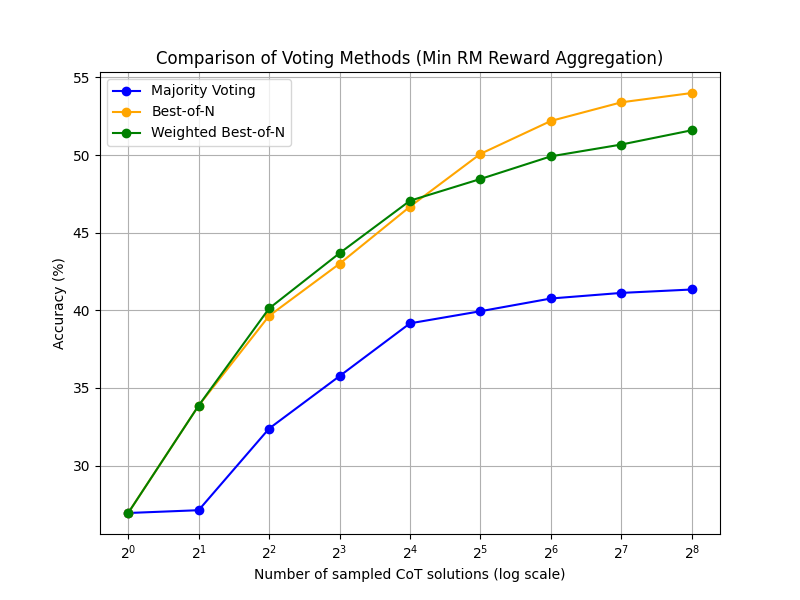 Comparison of Voting Methods (Min RM Reward Aggregation)
Majority Voting
Best-of-N
Weighted Best-of-N
55
50
45
40
35
30
Accuracy (%)
2⁰ 2¹ 2² 2³ 2⁴ 2⁵ 2⁶ 2⁷ 2⁸
Number of sampled CoT solutions (log scale)